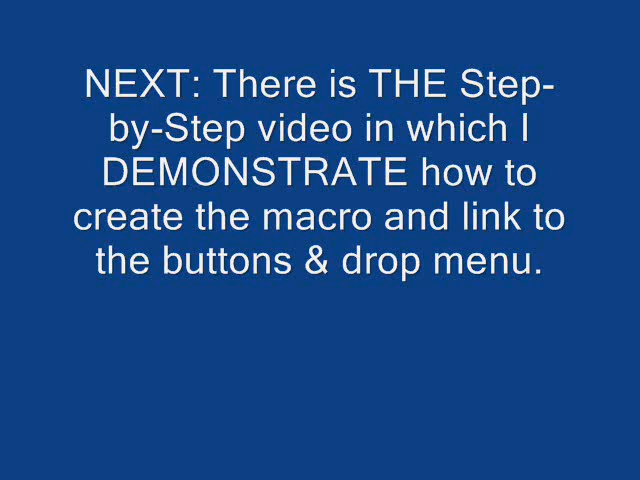 NEXT: There is THE Step-
by-Step video in which I
DEMONSTRATE how to
create the macro and link to
the buttons & drop menu.